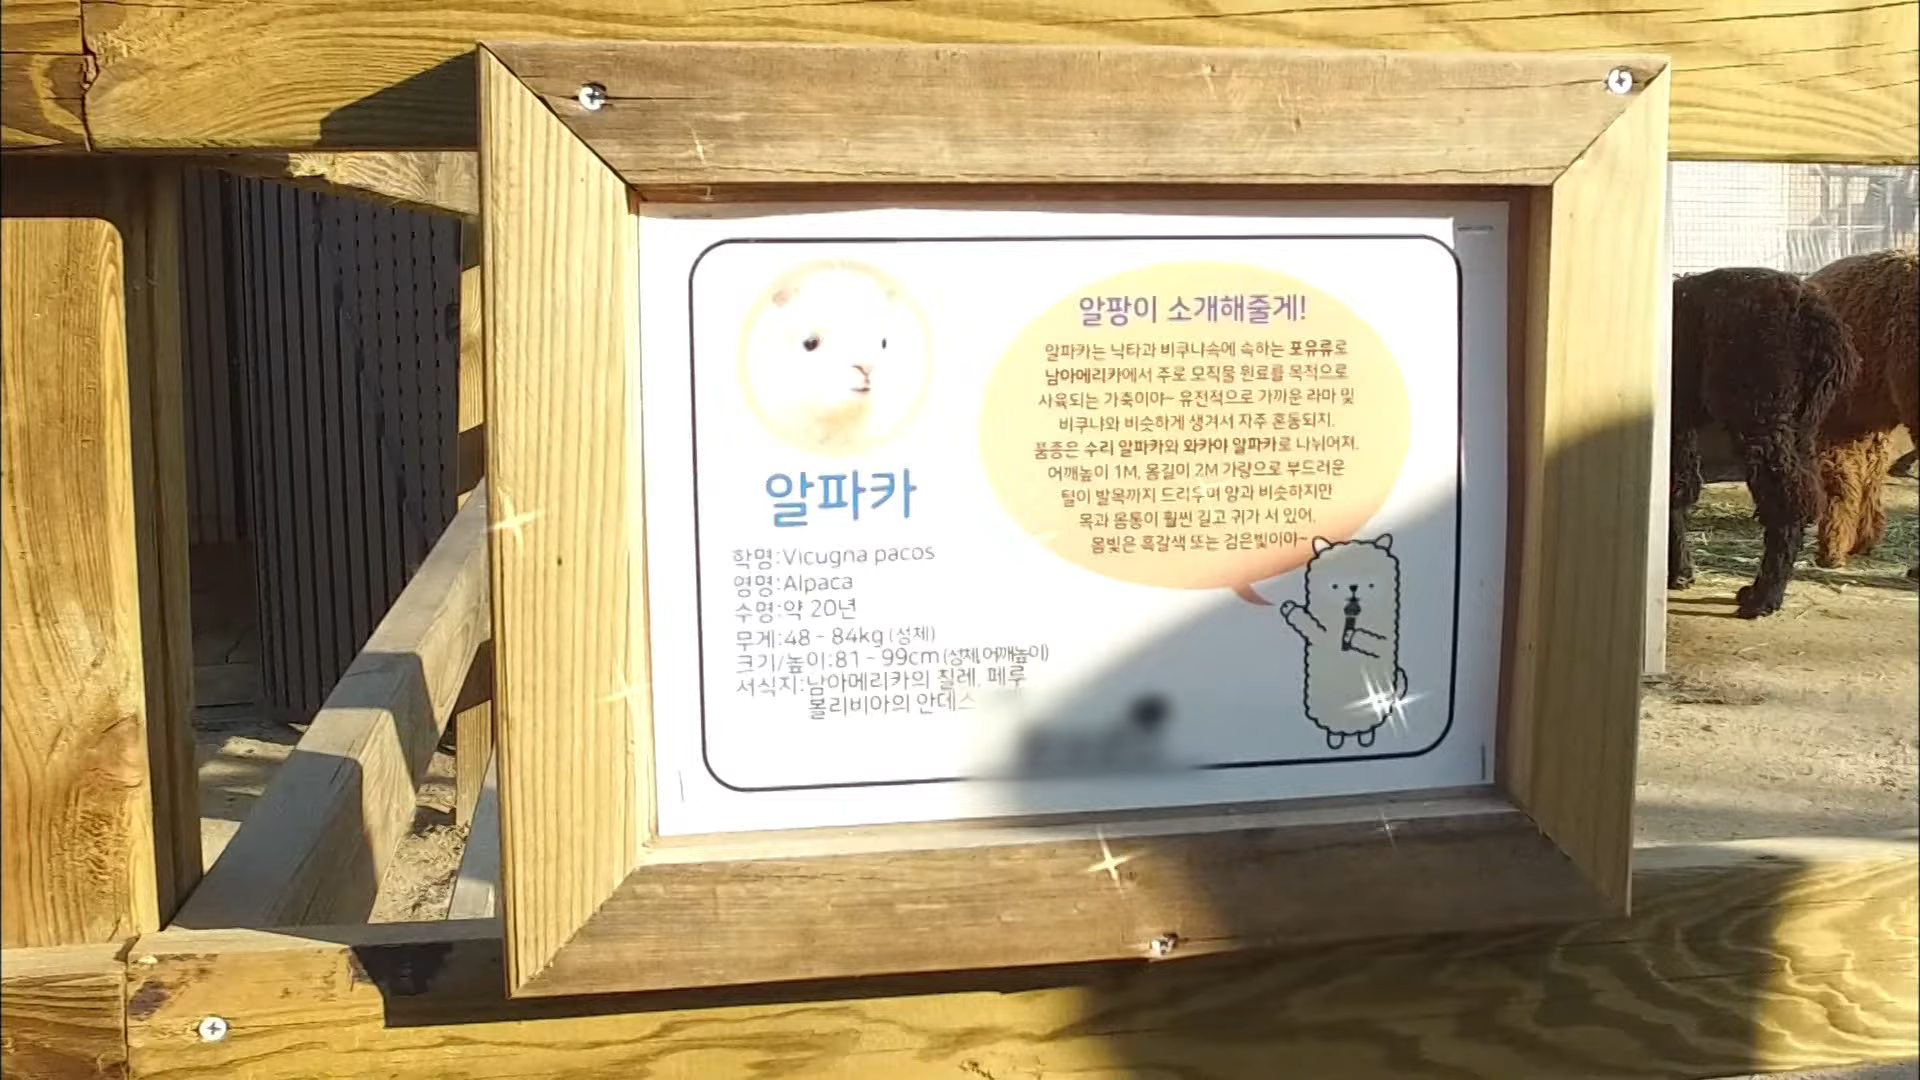 알파카
학명:Vicugna pacos
영명:Alpaca
수명:약 20년
무게:48 - 84kg (성체)
크기/높이:81 - 99cm (성체, 어깨높이)
서식지:남아메리카의 칠레, 페루
볼리비아의 안데스
알팡이 소개해줄게!
알파카는 낙타과 비쿠냐속에 속하는 포유류로
남아메리카에서 주로 모직물 원료를 목적으로
사육되는 가축이야~ 유전적으로 가까운 라마 및
비쿠냐와 비슷하게 생겨서 자주 혼동되지.
품종은 수리 알파카와 와카야 알파카로 나뉘어져.
어깨높이 1M, 몸길이 2M 가량으로 부드러운
털이 발목까지 드리우며 양과 비슷하지만
목과 몸통이 훨씬 길고 귀가 서 있어.
몸빛은 흑갈색 또는 검은빛이야~